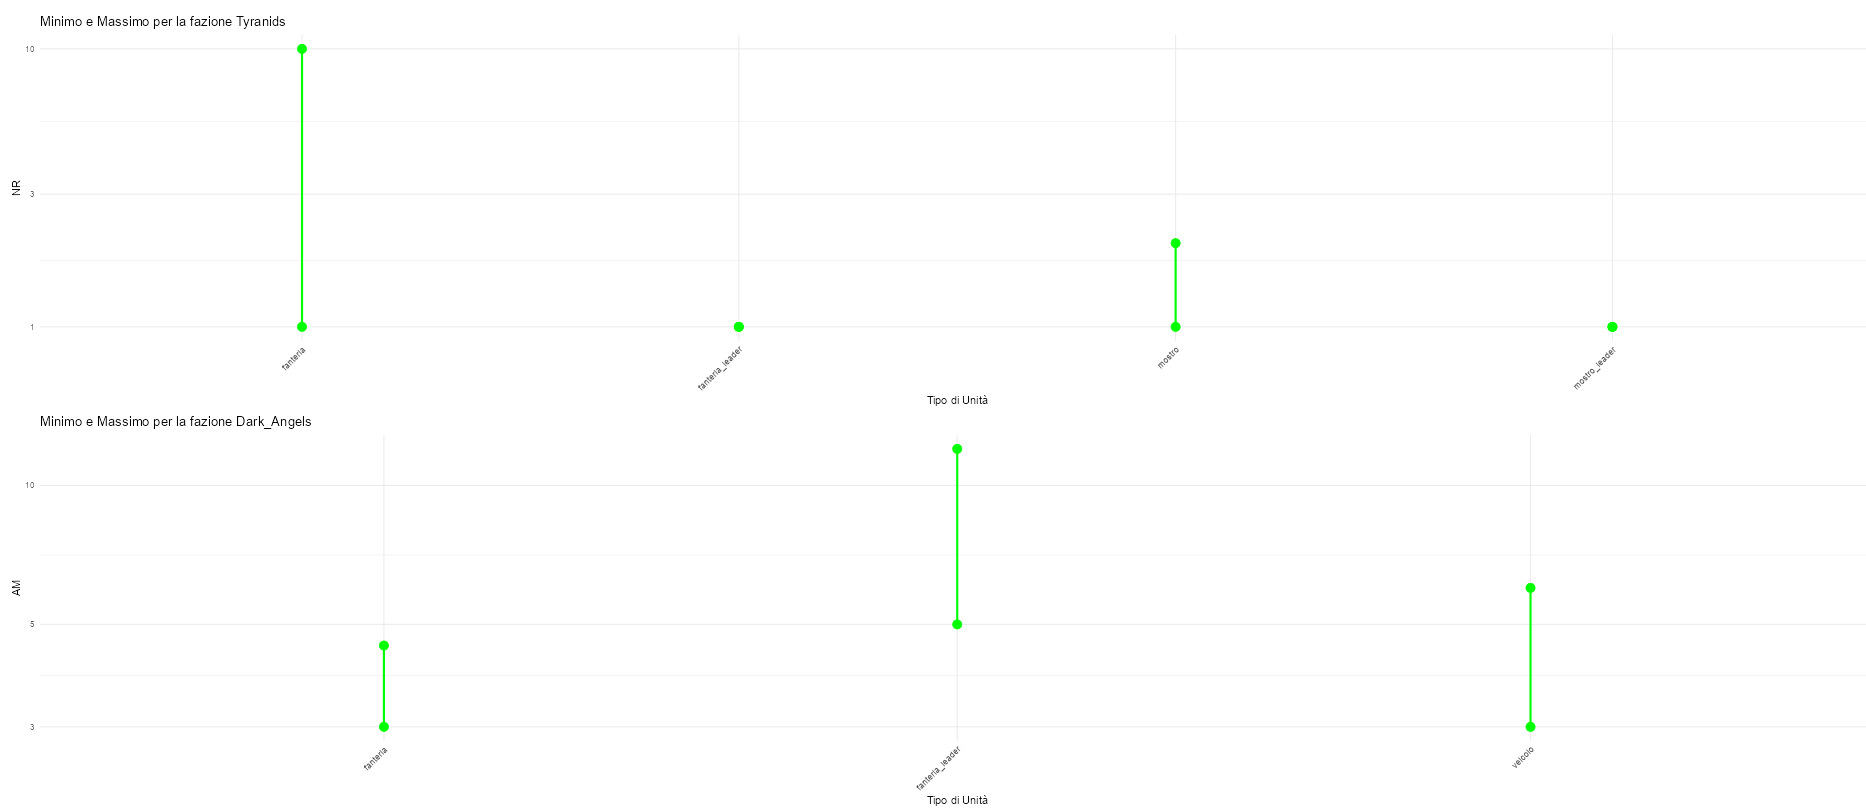 Minimo e Massimo per la fazione Tyranids
10
3
1
NR
fanteria
fanteria_leader
mostro
mostro_leader
Tipo di Unità
Minimo e Massimo per la fazione Dark_Angels
10
5
3
AM
fanteria
fanteria_leader
veicolo
Tipo di Unità